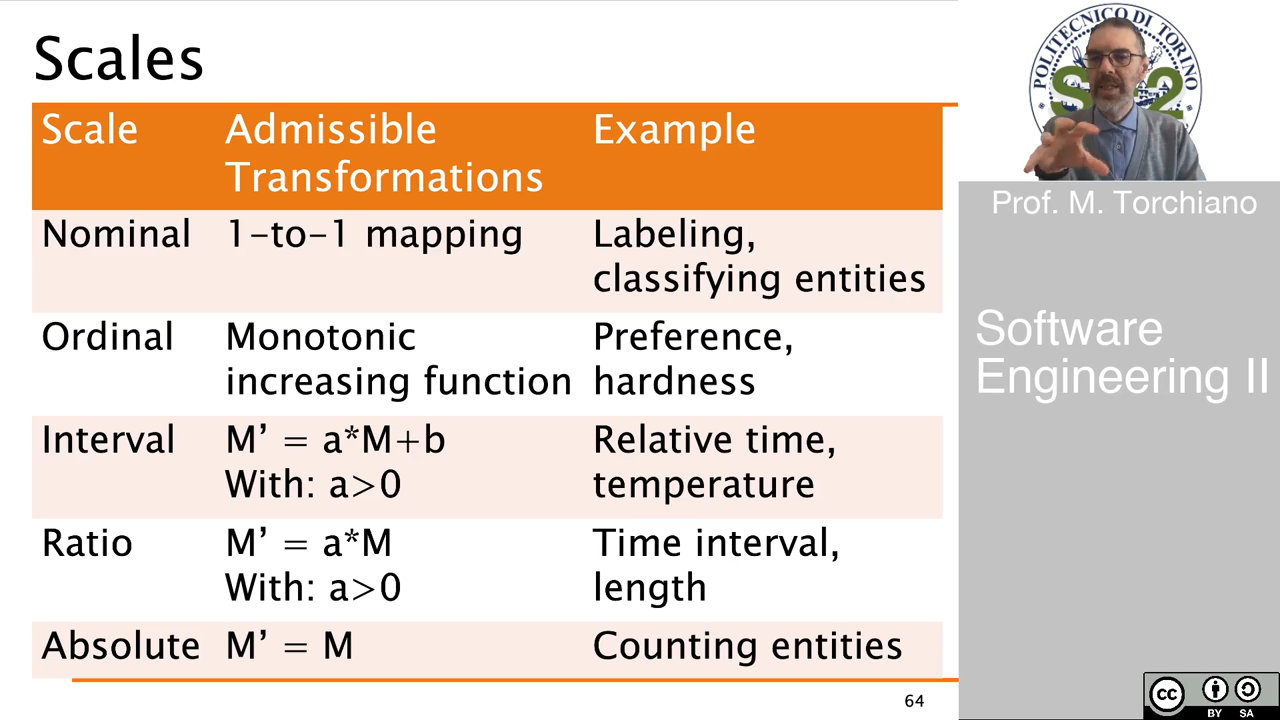 Scales
Scale Admissible Transformations Example
Nominal 1-to-1 mapping Labeling,
classifying entities
Ordinal Monotonic Preference,
increasing function hardness
Interval M’ = a*M+b Relative time,
With: a>0 temperature
Ratio M’ = a*M Time interval,
With: a>0 length
Absolute M’ = M Counting entities
64
POLITECNICO DI TORINO
Prof. M. Torchiano
Software
Engineering II
cc
BY SA